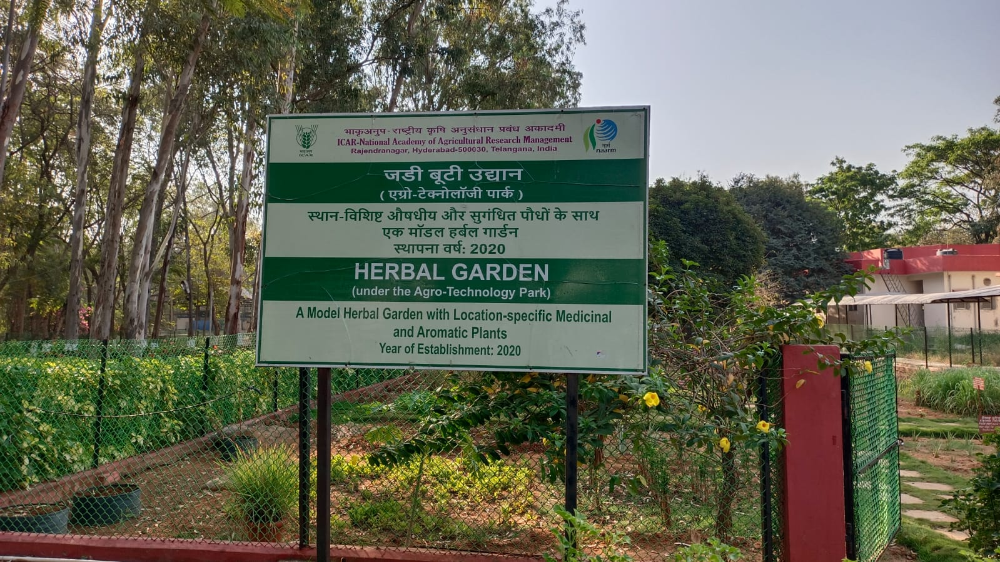 भाकृअनुप-राष्ट्रीय कृषि अनुसंधान प्रबंध अकादमी
ICAR-National Academy of Agricultural Research Management
Rajendranagar, Hyderabad-500030, Telangana, India
भाकृअनुप
ICAR
नार्म
naarm
जडी बूटी उद्यान
( एग्रो-टेक्नोलॉजी पार्क )
स्थान-विशिष्ट औषधीय और सुगंधित पौधों के साथ
एक मॉडल हर्बल गार्डन
स्थापना वर्ष: 2020
HERBAL GARDEN
(under the Agro-Technology Park)
A Model Herbal Garden with Location-specific Medicinal
and Aromatic Plants
Year of Establishment: 2020